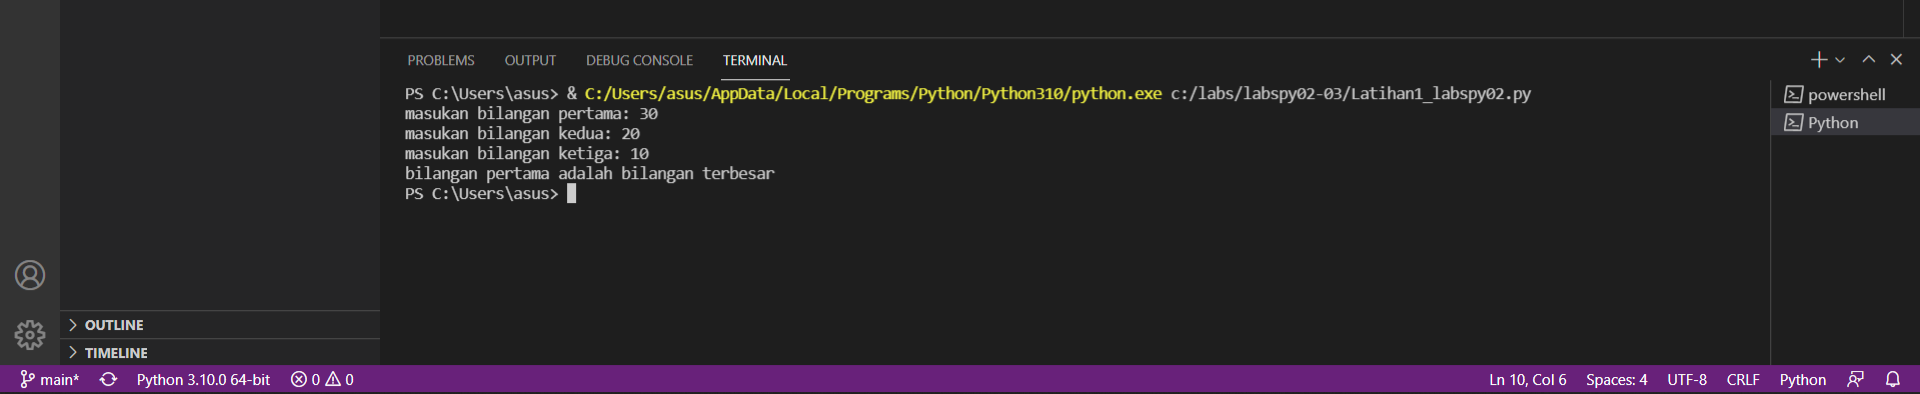 PROBLEMS OUTPUT DEBUG CONSOLE TERMINAL
PS C:\Users\asus> & C:/Users/asus/AppData/Local/Programs/Python/Python310/python.exe c:/labs/labspy02-03/Latihan1_labspy02.py
masukan bilangan pertama: 30
masukan bilangan kedua: 20
masukan bilangan ketiga: 10
bilangan pertama adalah bilangan terbesar
PS C:\Users\asus>
powershell
Python
OUTLINE
TIMELINE
main* Python 3.10.0 64-bit 0 0 Ln 10, Col 6 Spaces: 4 UTF-8 CRLF Python